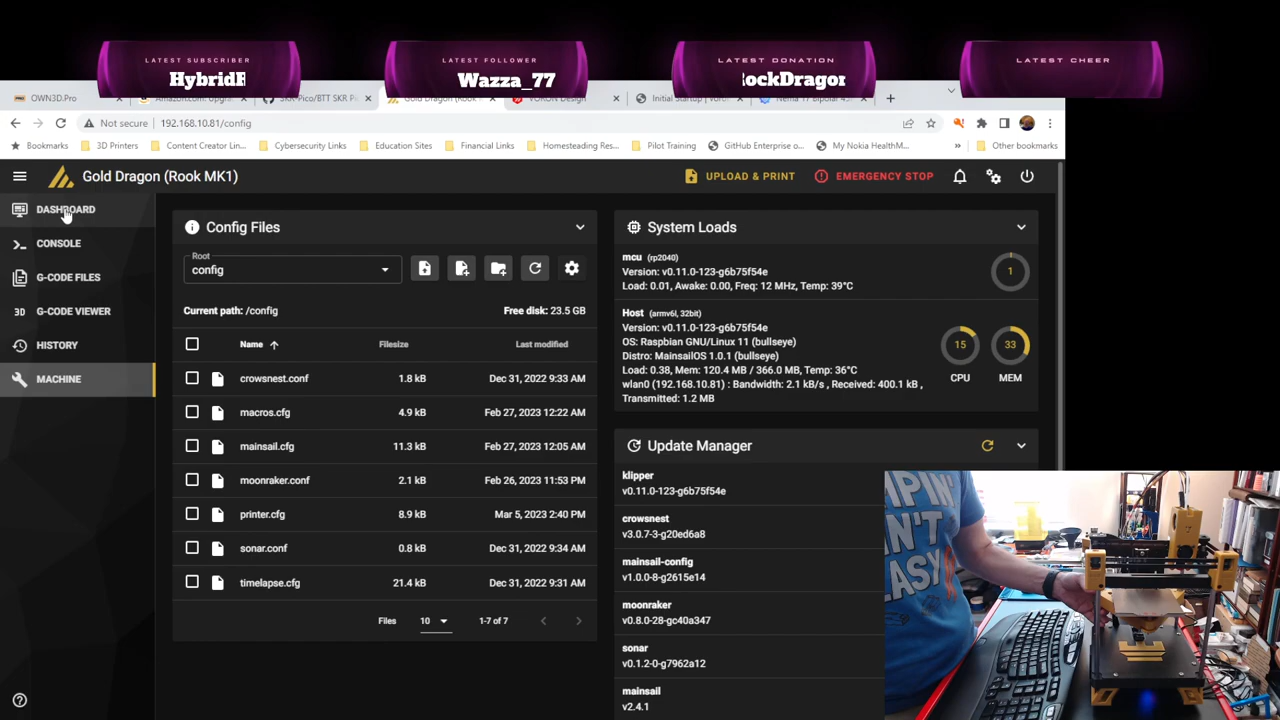 LATEST SUBSCRIBER
LATEST FOLLOWER
LATEST DONATION
LATEST CHEER
Wazza_77
OWN3D.Pro
Not secure
192.168.10.81/config
Bookmarks
3D Printers
Content Creator Lin...
Cybersecurity Links
Education Sites
Financial Links
Homesteading Res...
Pilot Training
GitHub Enterprise o...
My Nokia HealthM...
»
Other bookmarks
Gold Dragon (Rook MK1)
UPLOAD & PRINT
EMERGENCY STOP
DASHBOARD
CONSOLE
G-CODE FILES
3D G-CODE VIEWER
HISTORY
MACHINE
Config Files
Root
config
Current path: /config
Free disk: 23.5 GB
Name
Filesize
Last modified
crowsnest.conf 1.8 kB Dec 31, 2022 9:33 AM
macros.cfg 4.9 kB Feb 27, 2023 12:22 AM
mainsail.cfg 11.3 kB Feb 27, 2023 12:05 AM
moonraker.conf 2.1 kB Feb 26, 2023 11:53 PM
printer.cfg 8.9 kB Mar 5, 2023 2:40 PM
sonar.conf 0.8 kB Dec 31, 2022 9:34 AM
timelapse.cfg 21.4 kB Dec 31, 2022 9:31 AM
Files 10 1-7 of 7
System Loads
mcu (rp2040)
Version: v0.11.0-123-g6b75f54e
Load: 0.01, Awake: 0.00, Freq: 12 MHz, Temp: 39°C
1
Host (armv6l, 32bit)
Version: v0.11.0-123-g6b75f54e
OS: Raspbian GNU/Linux 11 (bullseye)
Distro: MainsailOS 1.0.1 (bullseye)
Load: 0.38, Mem: 120.4 MB / 366.0 MB, Temp: 36°C
wlan0 (192.168.10.81) : Bandwidth: 2.1 kB/s , Received: 400.1 kB ,
Transmitted: 1.2 MB
15
CPU
33
MEM
Update Manager
klipper
v0.11.0-123-g6b75f54e
crowsnest
v3.0.7-3-g20ed6a8
mainsail-config
v1.0.0-8-g2615e14
moonraker
v0.8.0-28-gc40a347
sonar
v0.1.2-0-g7962a12
mainsail
v2.4.1